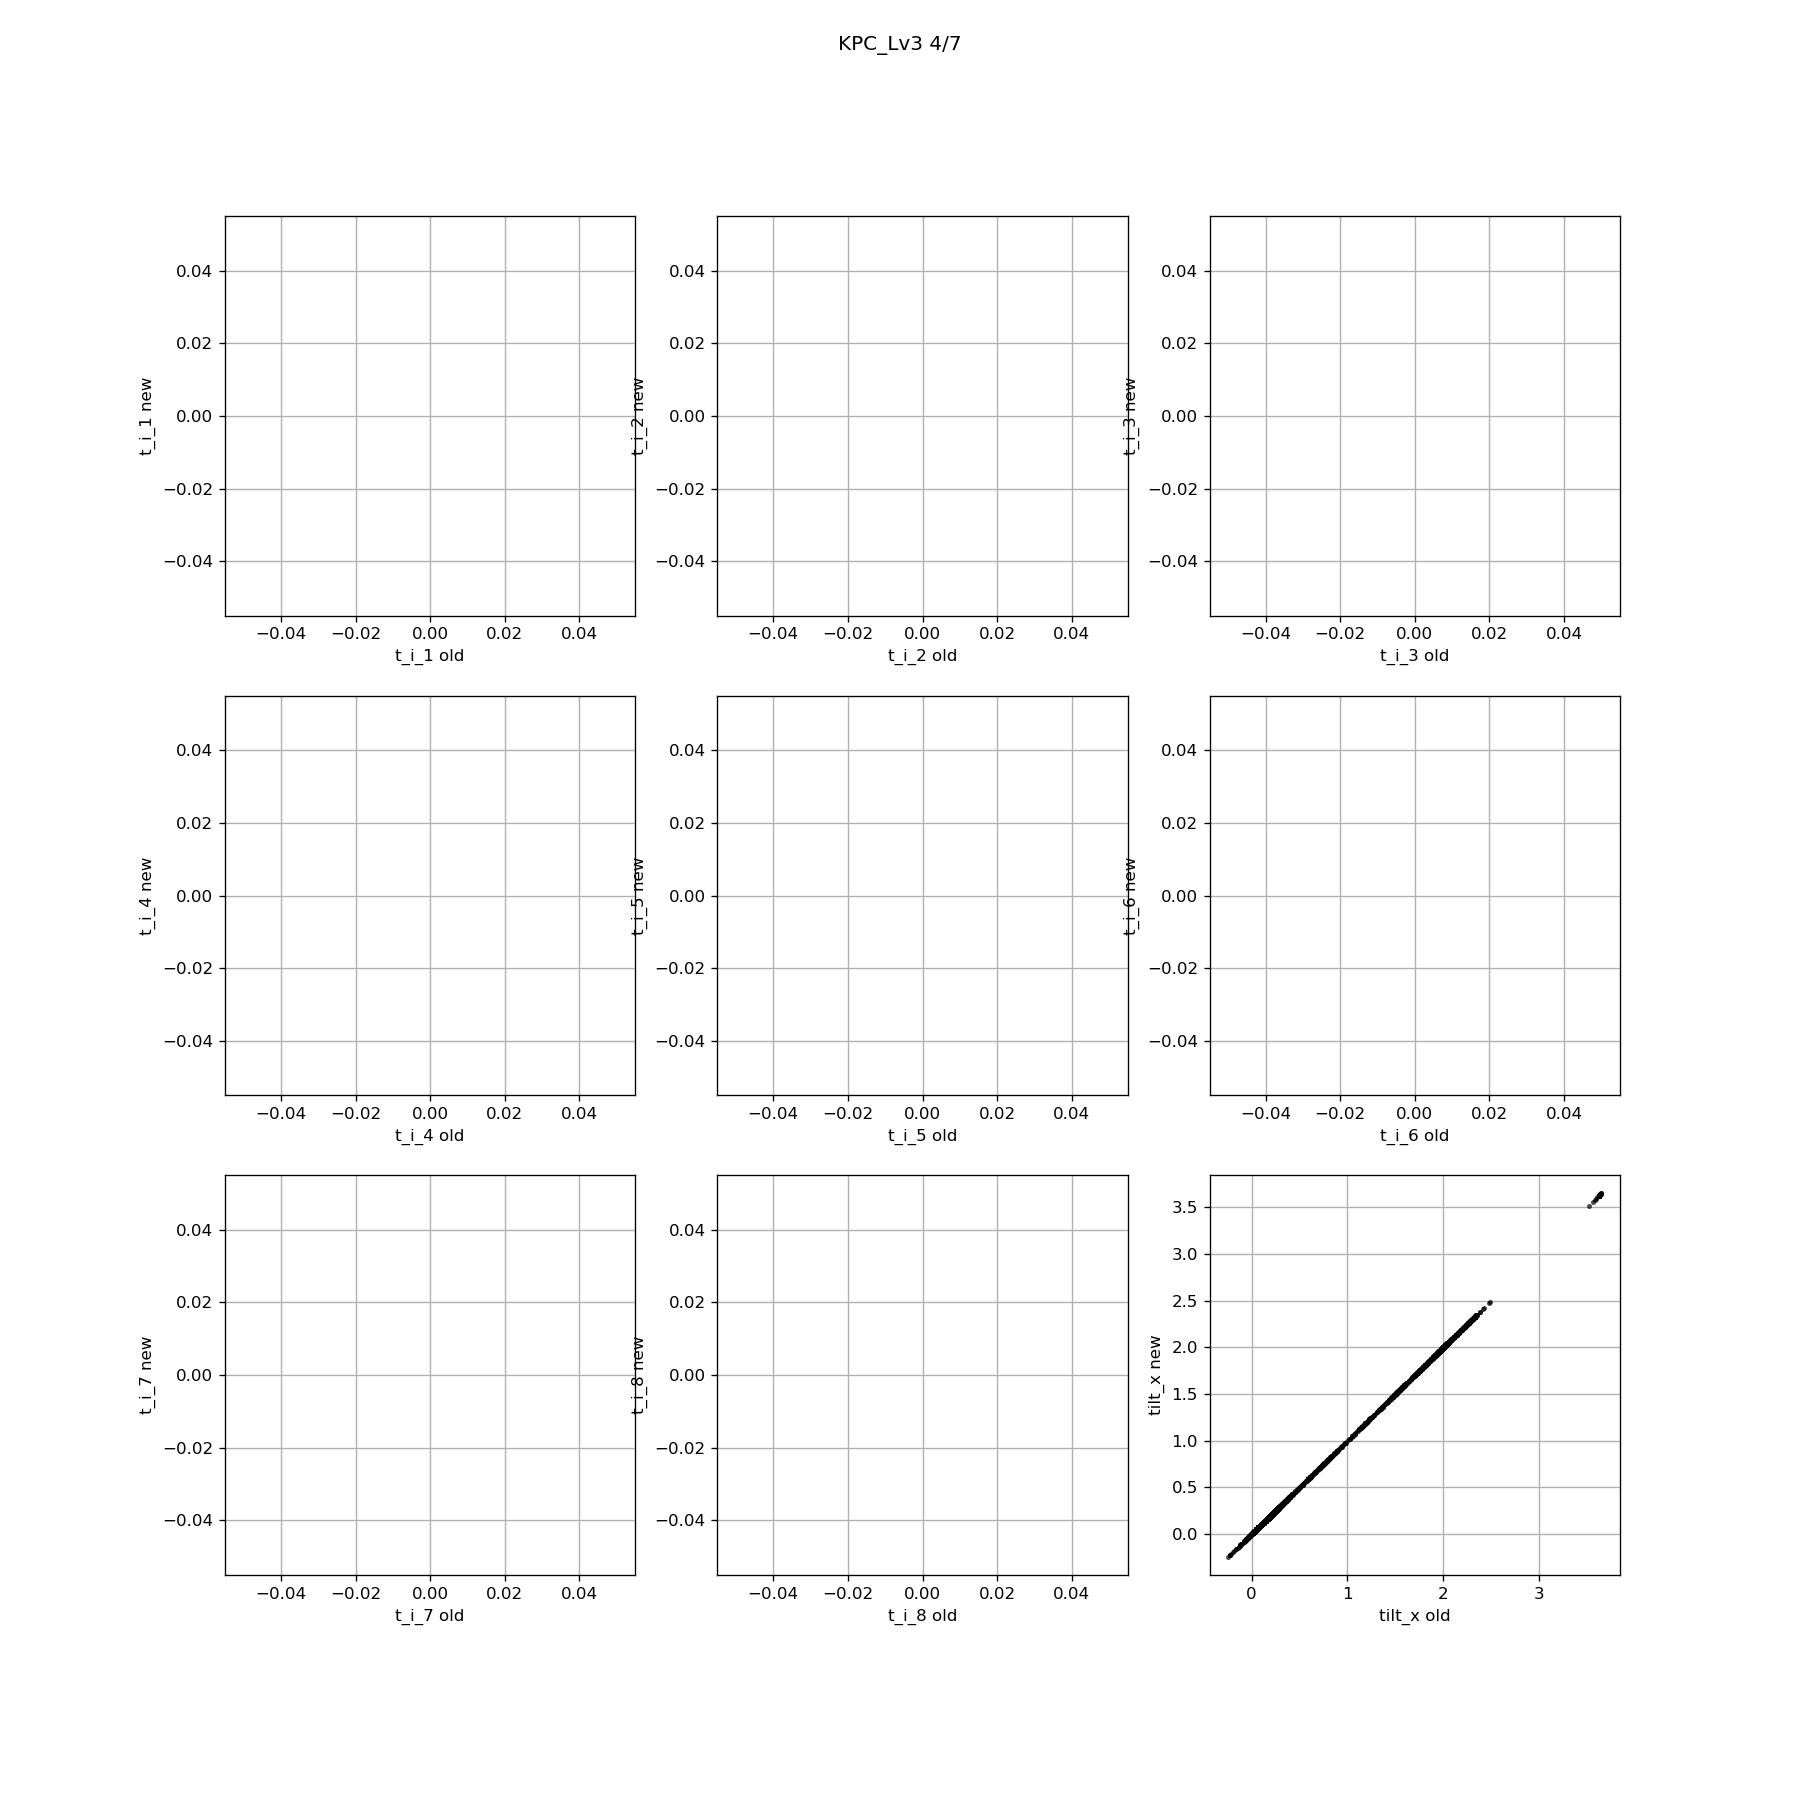 KPC_Lv3 4/7
t_i_1 new
0.04
0.02
0.00
−0.02
−0.04
−0.04 −0.02 0.00 0.02 0.04
t_i_1 old
t_i_2 new
0.04
0.02
0.00
−0.02
−0.04
−0.04 −0.02 0.00 0.02 0.04
t_i_2 old
t_i_3 new
0.04
0.02
0.00
−0.02
−0.04
−0.04 −0.02 0.00 0.02 0.04
t_i_3 old
t_i_4 new
0.04
0.02
0.00
−0.02
−0.04
−0.04 −0.02 0.00 0.02 0.04
t_i_4 old
t_i_5 new
0.04
0.02
0.00
−0.02
−0.04
−0.04 −0.02 0.00 0.02 0.04
t_i_5 old
t_i_6 new
0.04
0.02
0.00
−0.02
−0.04
−0.04 −0.02 0.00 0.02 0.04
t_i_6 old
t_i_7 new
0.04
0.02
0.00
−0.02
−0.04
−0.04 −0.02 0.00 0.02 0.04
t_i_7 old
t_i_8 new
0.04
0.02
0.00
−0.02
−0.04
−0.04 −0.02 0.00 0.02 0.04
t_i_8 old
tilt_x new
3.5
3.0
2.5
2.0
1.5
1.0
0.5
0.0
0 1 2 3
tilt_x old